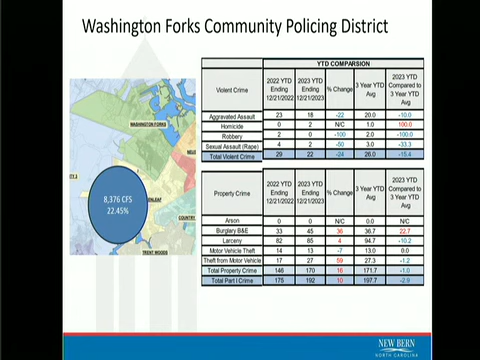 Washington Forks Community Policing District
YTD COMPARSION
Violent Crime 2022 YTD Ending 12/21/2022 2023 YTD Ending 12/21/2023 % Change 3 Year YTD Avg 2023 YTD Compared to 3 Year YTD Avg
Aggravated Assault 23 18 -22 20.0 -10.0
Homicide 0 2 N/C 1.0 100.0
Robbery 2 0 -100 2.0 -100.0
Sexual Assault (Rape) 4 2 -50 3.0 -33.3
Total Violent Crime 29 22 -24 26.0 -15.4
Property Crime 2022 YTD Ending 12/21/2022 2023 YTD Ending 12/21/2023 % Change 3 Year YTD Avg 2023 YTD Compared to 3 Year YTD Avg
Arson 0 0 N/C 0.0 N/C
Burglary B&E 33 45 36 36.7 22.7
Larceny 82 85 4 94.7 -10.2
Motor Vehicle Theft 14 13 -7 13.0 0.0
Theft from Motor Vehicle 17 27 59 27.3 -1.2
Total Property Crime 146 170 16 171.7 -1.0
Total Part I Crime 175 192 10 197.7 -2.9
WASHINGTON FORKS
8,376 CFS
22.45%
COUNTRY
TRENT WOODS
NEW BERN
NORTH CAROLINA